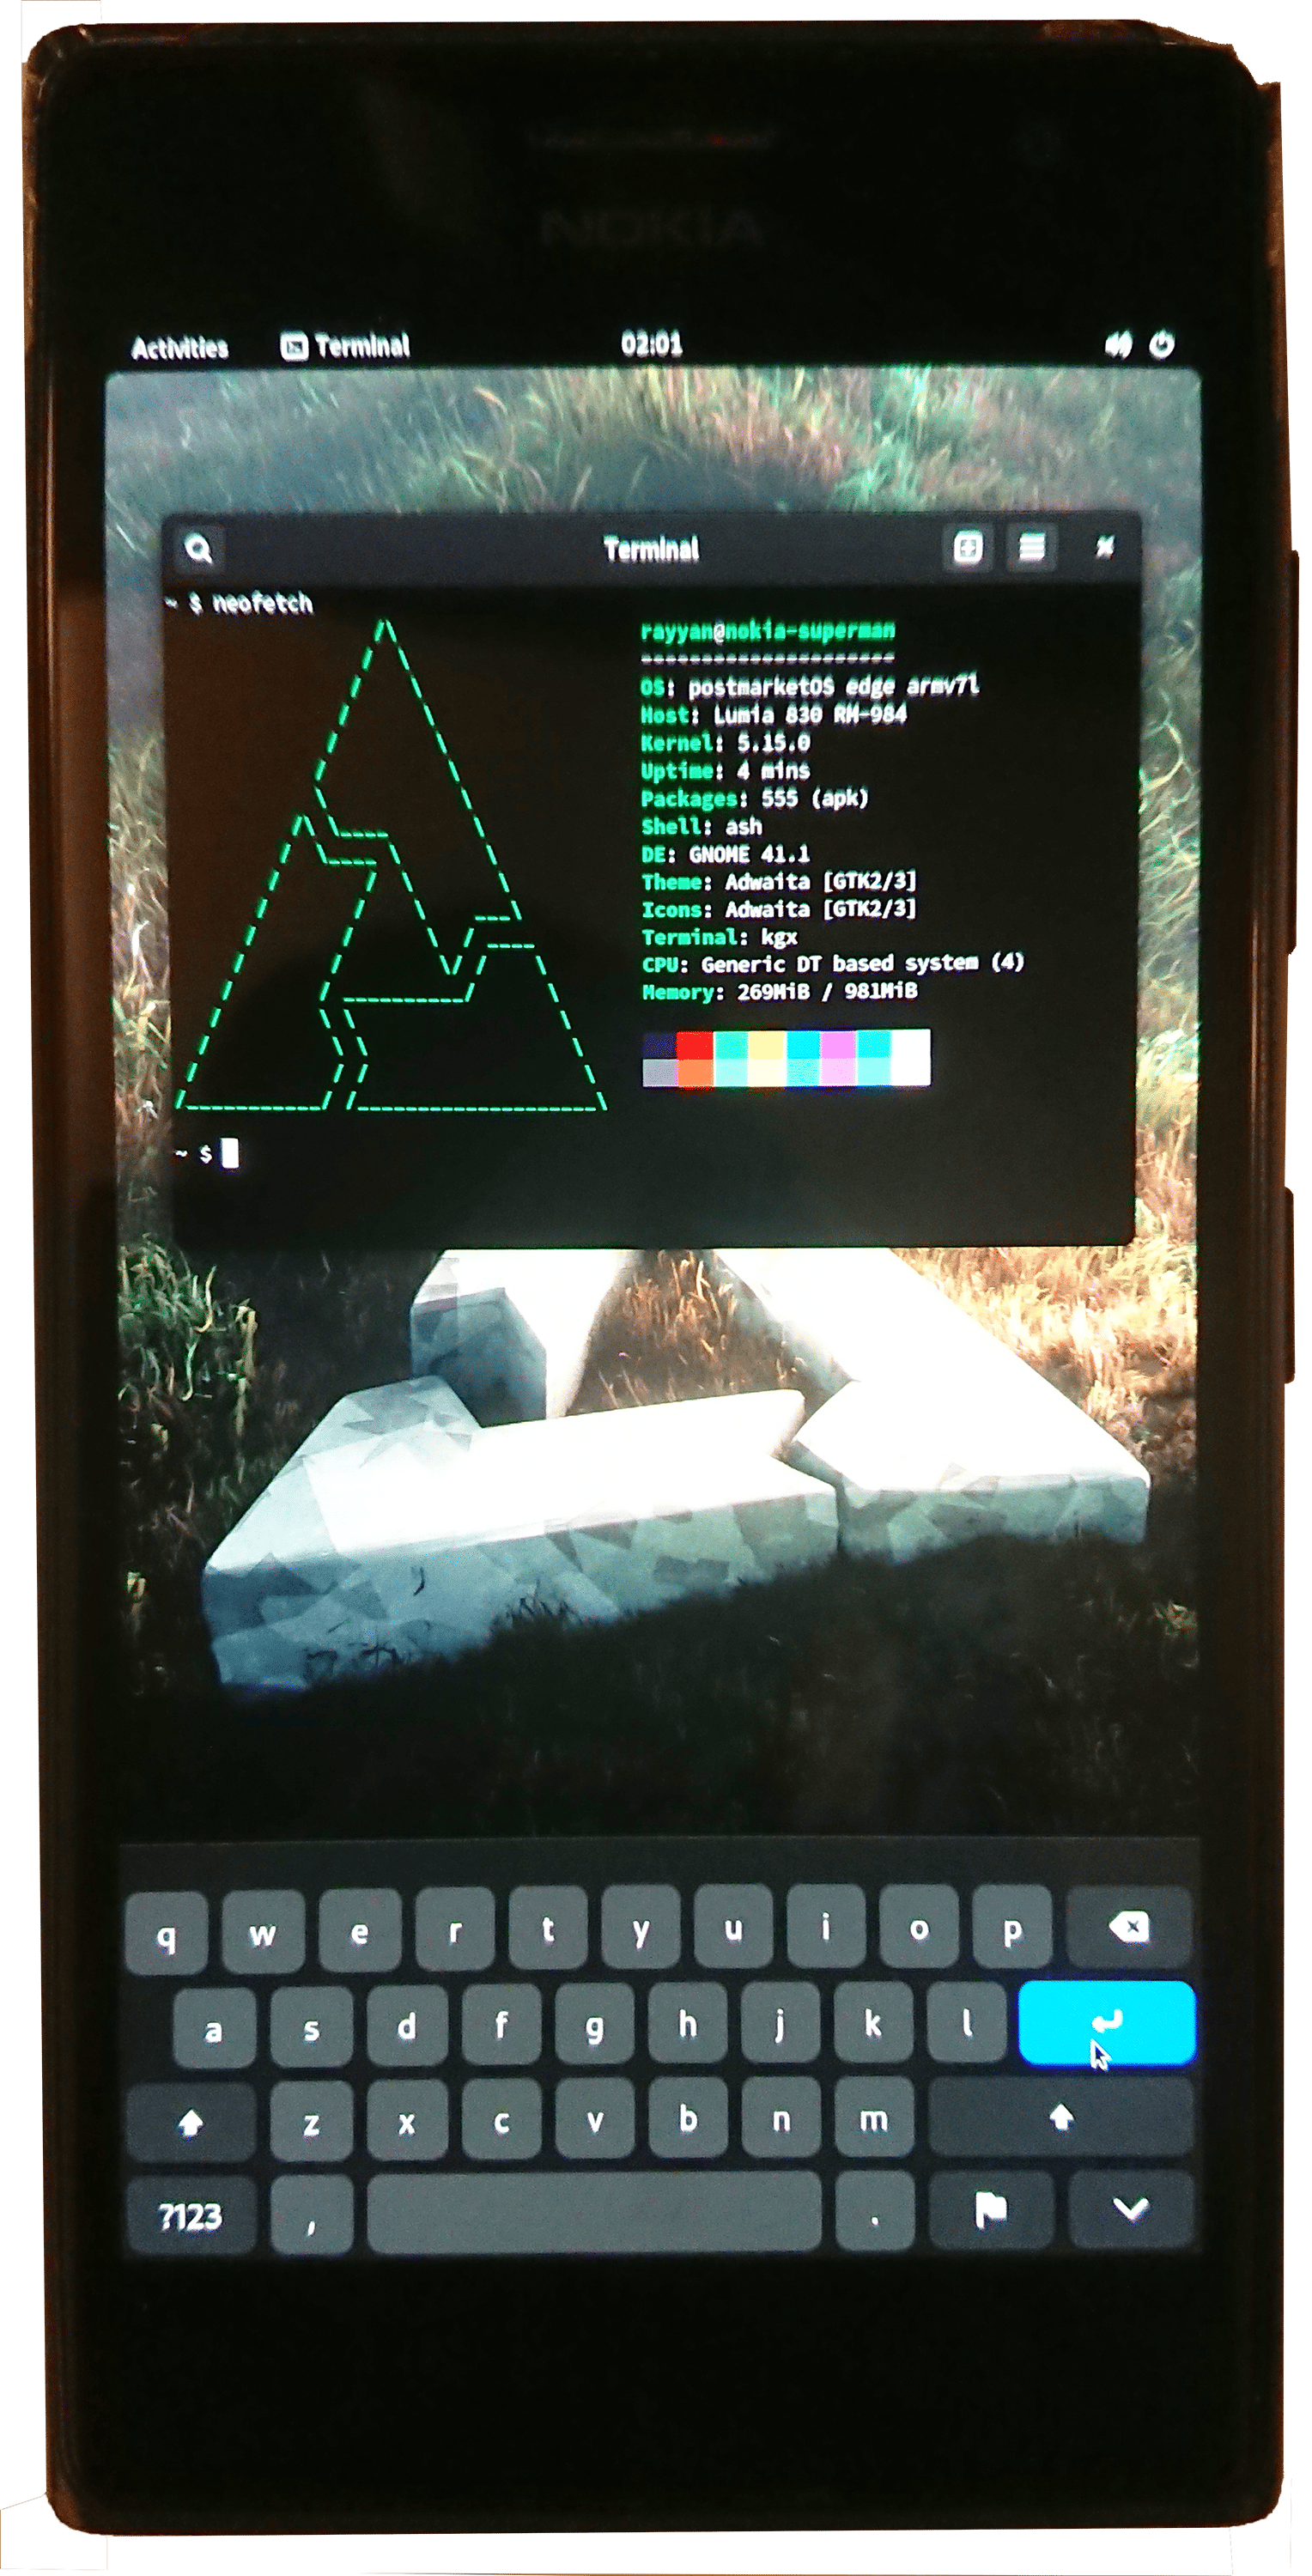 NOKIA
Activities Terminal 02:01
Terminal
~ $ neofetch
rayyan@nokia-superman
---------------------
OS: postmarketOS edge armv7l
Host: Lumia 830 RM-984
Kernel: 5.15.0
Uptime: 4 mins
Packages: 555 (apk)
Shell: ash
DE: GNOME 41.1
Theme: Adwaita [GTK2/3]
Icons: Adwaita [GTK2/3]
Terminal: kgx
CPU: Generic DT based system (4)
Memory: 269MiB / 981MiB
~ $
q w e r t y u i o p
a s d f g h j k l
z x c v b n m
?123 , .